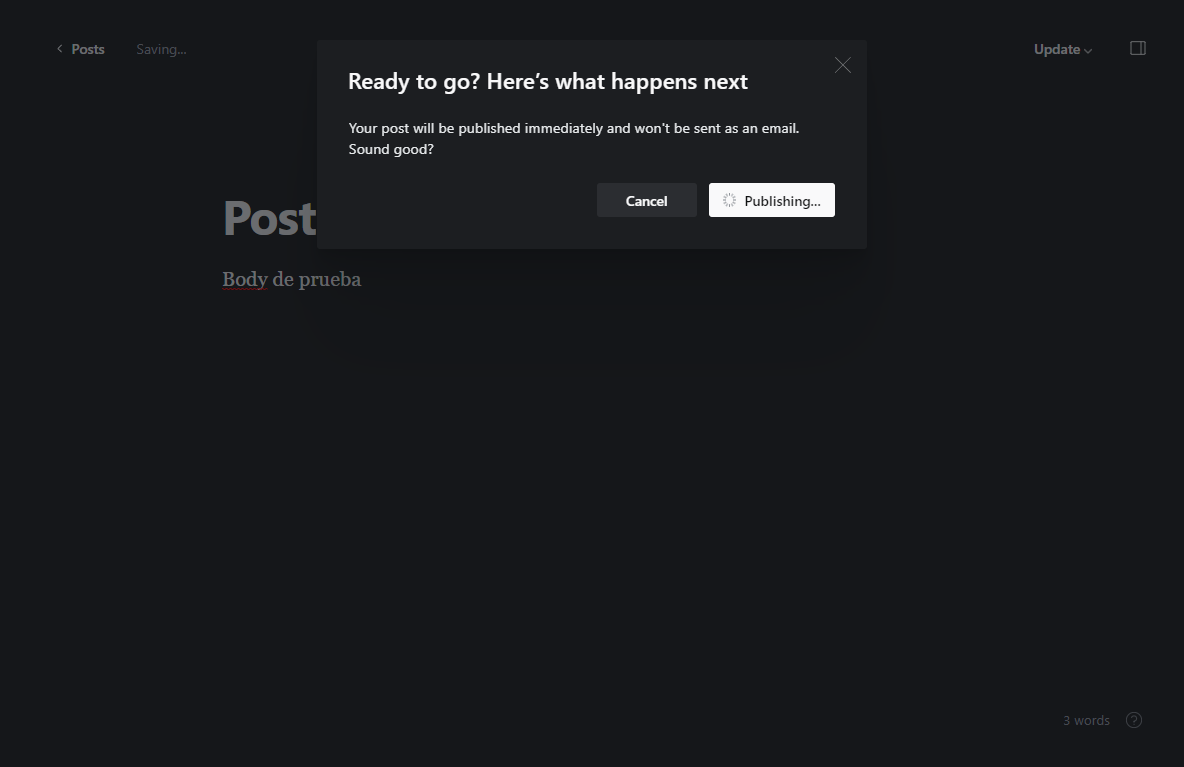 Posts
Saving...
Update
Ready to go? Here's what happens next
Your post will be published immediately and won't be sent as an email.
Sound good?
Cancel
Publishing...
Post
Body de prueba
3 words
?